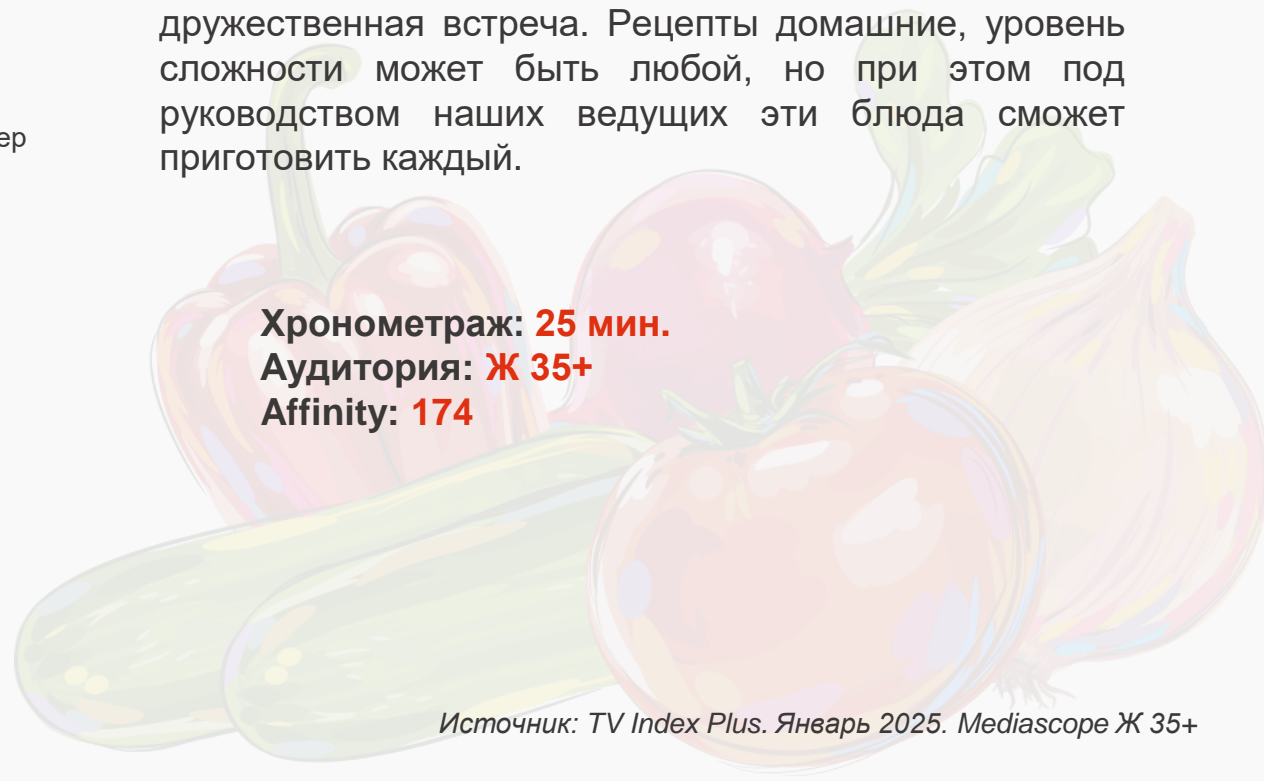 дружественная встреча. Рецепты домашние, уровень
сложности может быть любой, но при этом под
руководством наших ведущих эти блюда сможет
приготовить каждый.
Хронометраж: 25 мин.
Аудитория: Ж 35+
Affinity: 174
Источник: TV Index Plus. Январь 2025. Mediascope Ж 35+